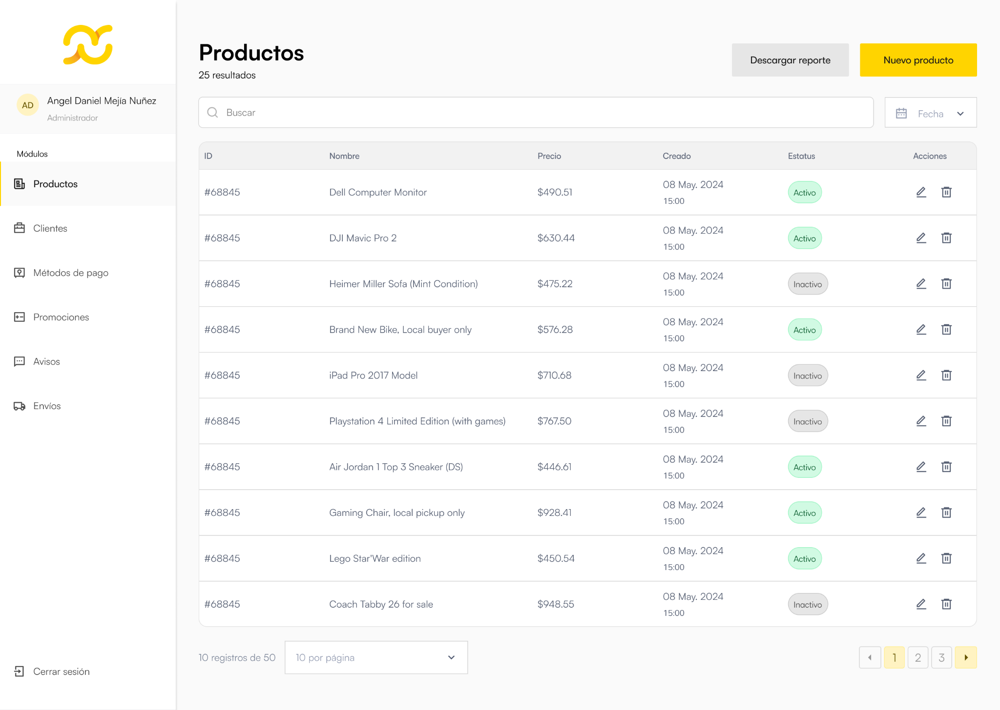 AD
Angel Daniel Mejía Nuñez
Administrador
Módulos
Productos
Clientes
Métodos de pago
Promociones
Avisos
Envíos
Cerrar sesión
Productos
25 resultados
Descargar reporte
Nuevo producto
Buscar
Fecha
ID Nombre Precio Creado Estatus Acciones
#68845 Dell Computer Monitor $490.51 08 May. 2024 Activo
15:00
#68845 DJI Mavic Pro 2 $630.44 08 May. 2024 Activo
15:00
#68845 Heimer Miller Sofa (Mint Condition) $475.22 08 May. 2024 Inactivo
15:00
#68845 Brand New Bike, Local buyer only $576.28 08 May. 2024 Activo
15:00
#68845 iPad Pro 2017 Model $710.68 08 May. 2024 Inactivo
15:00
#68845 Playstation 4 Limited Edition (with games) $767.50 08 May. 2024 Inactivo
15:00
#68845 Air Jordan 1 Top 3 Sneaker (DS) $446.61 08 May. 2024 Activo
15:00
#68845 Gaming Chair, local pickup only $928.41 08 May. 2024 Activo
15:00
#68845 Lego Star'War edition $450.54 08 May. 2024 Activo
15:00
#68845 Coach Tabby 26 for sale $948.55 08 May. 2024 Inactivo
15:00
10 registros de 50
10 por página
1 2 3